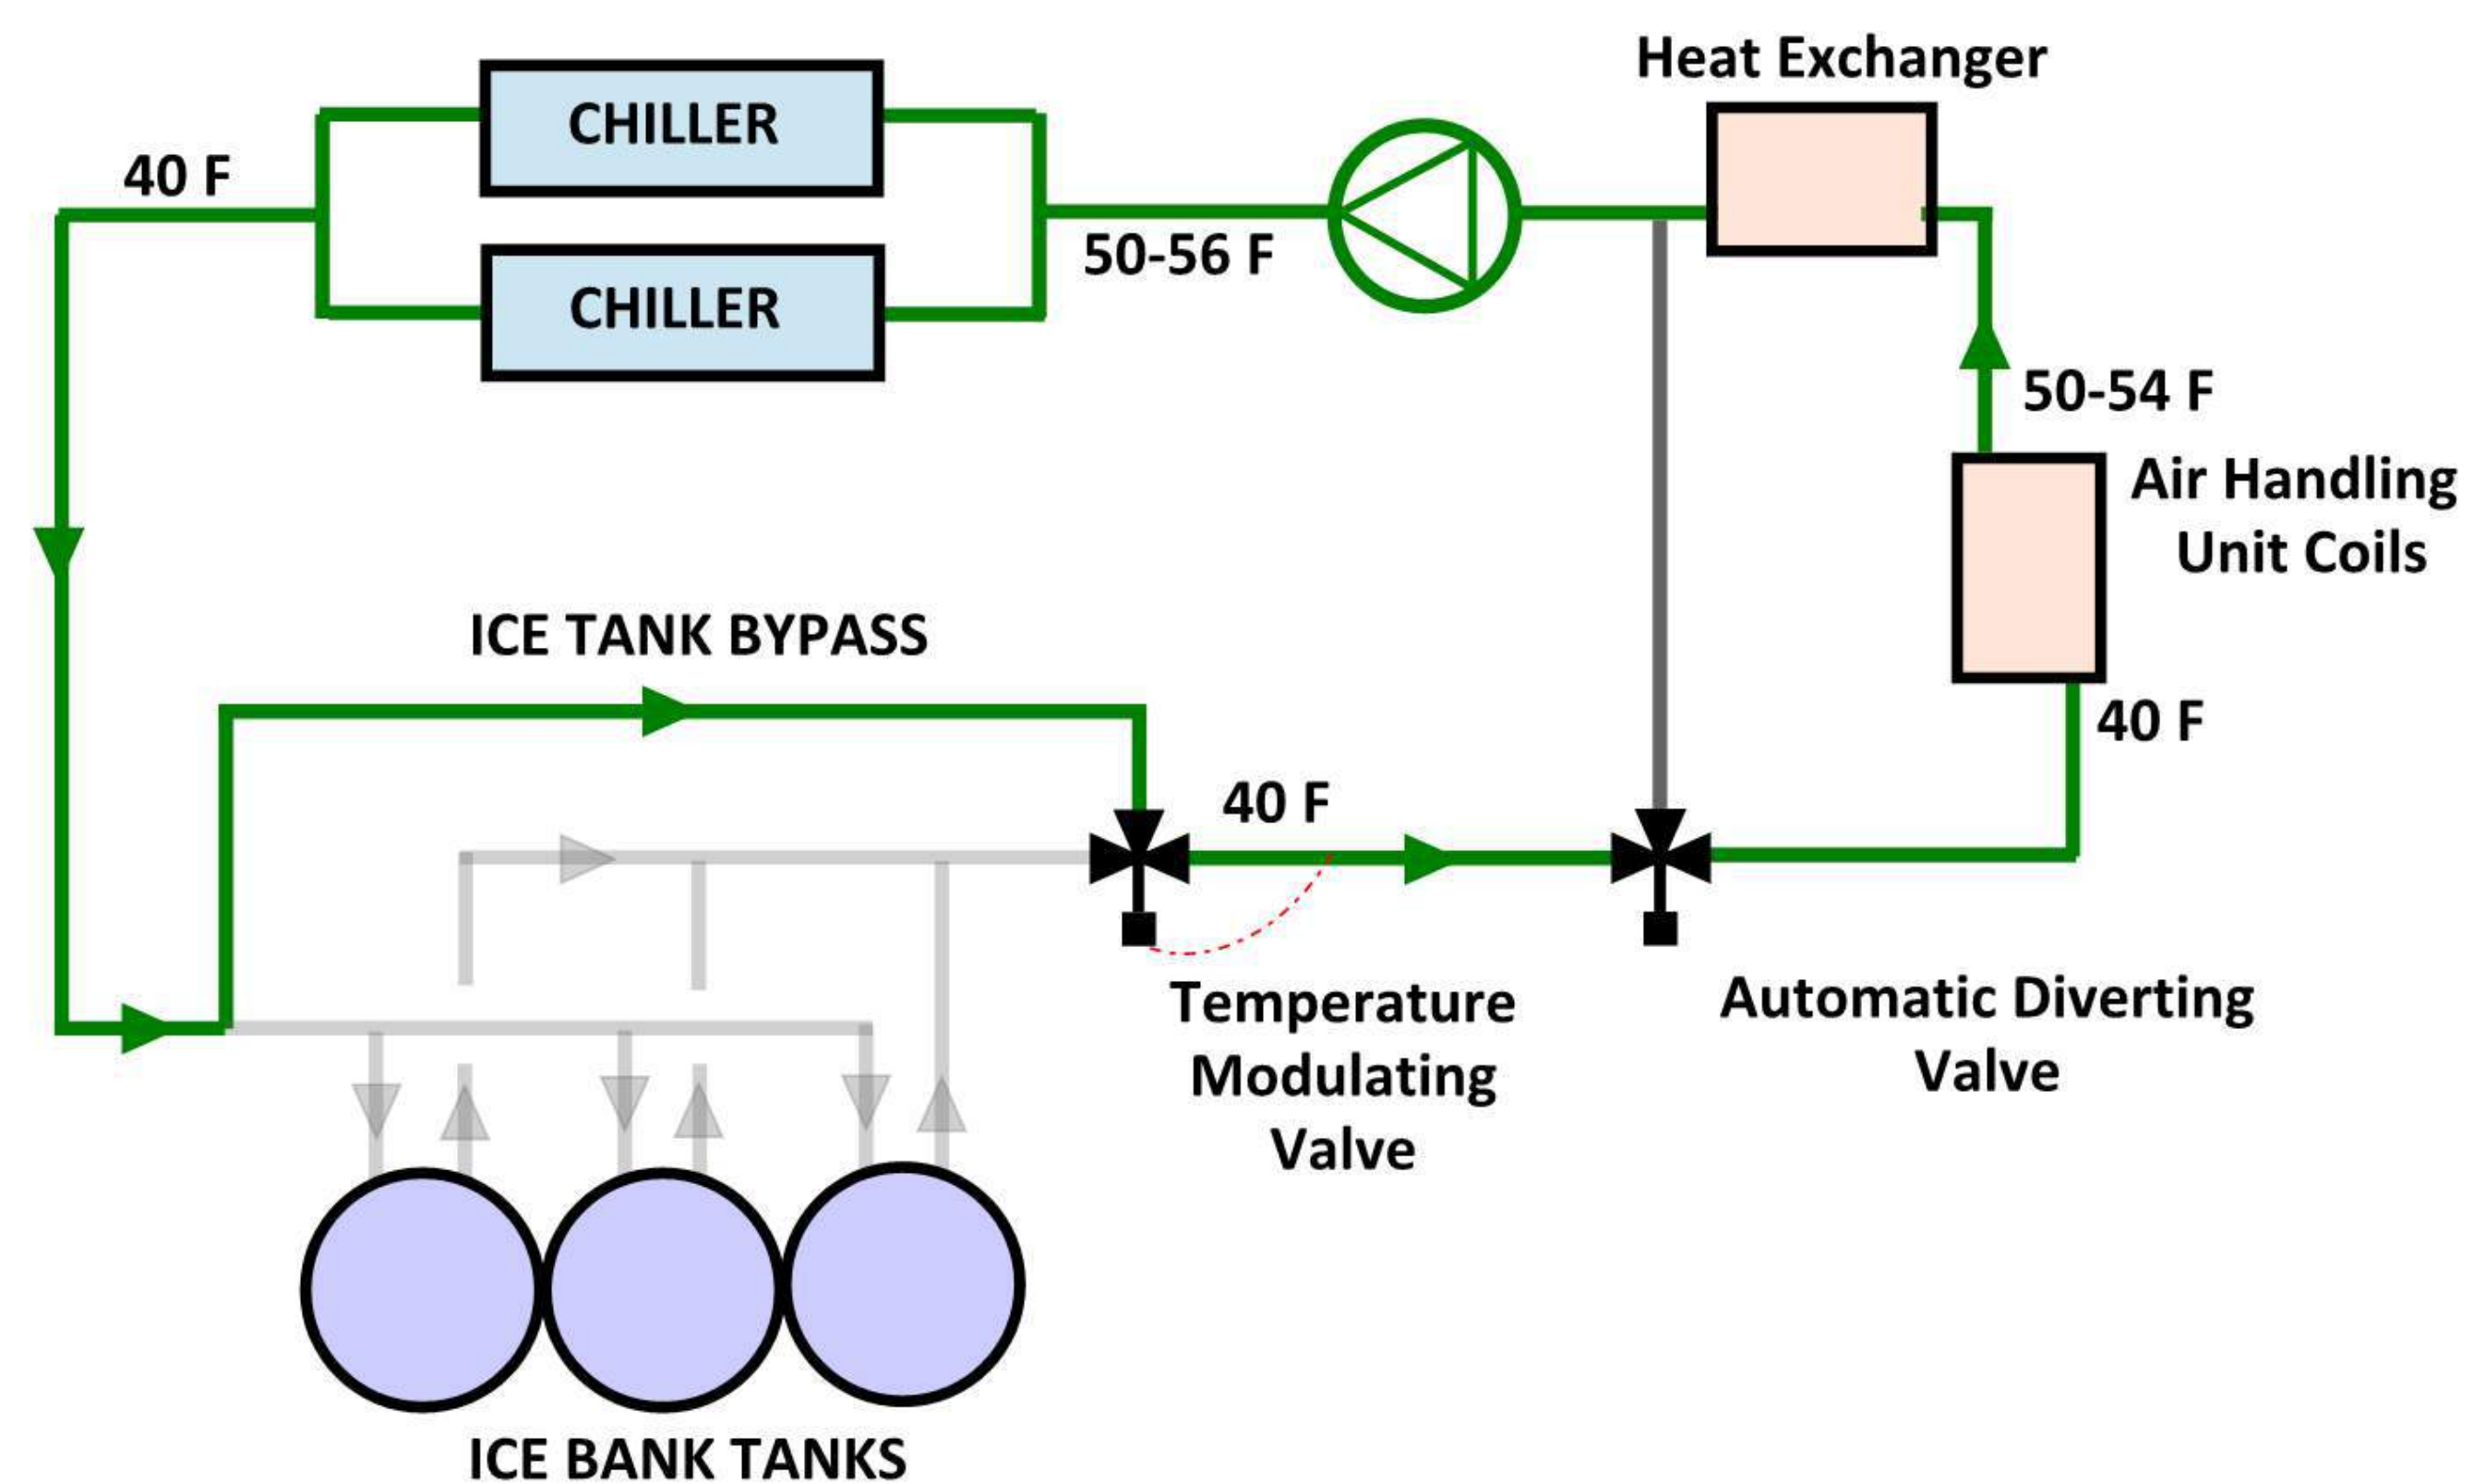 Heat Exchanger
CHILLER
40 F
50-56 F
CHILLER
50-54 F
Air Handling
Unit Coils
ICE TANK BYPASS
40 F
40 F
Temperature
Modulating
Valve
Automatic Diverting
Valve
ICE BANK TANKS